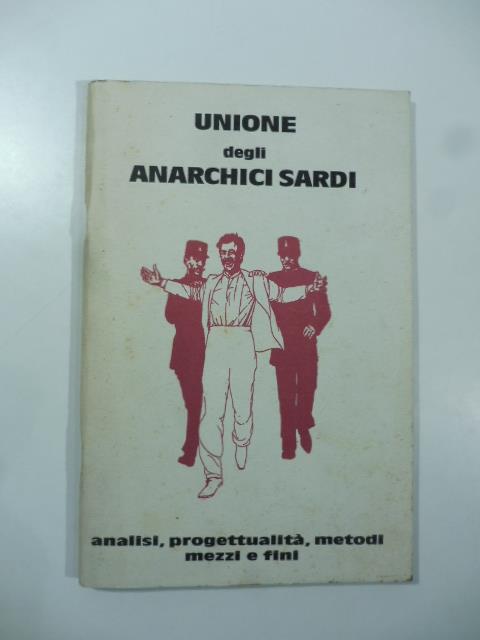 UNIONE
degli
ANARCHICI SARDI
analisi, progettualità, metodi
mezzi e fini